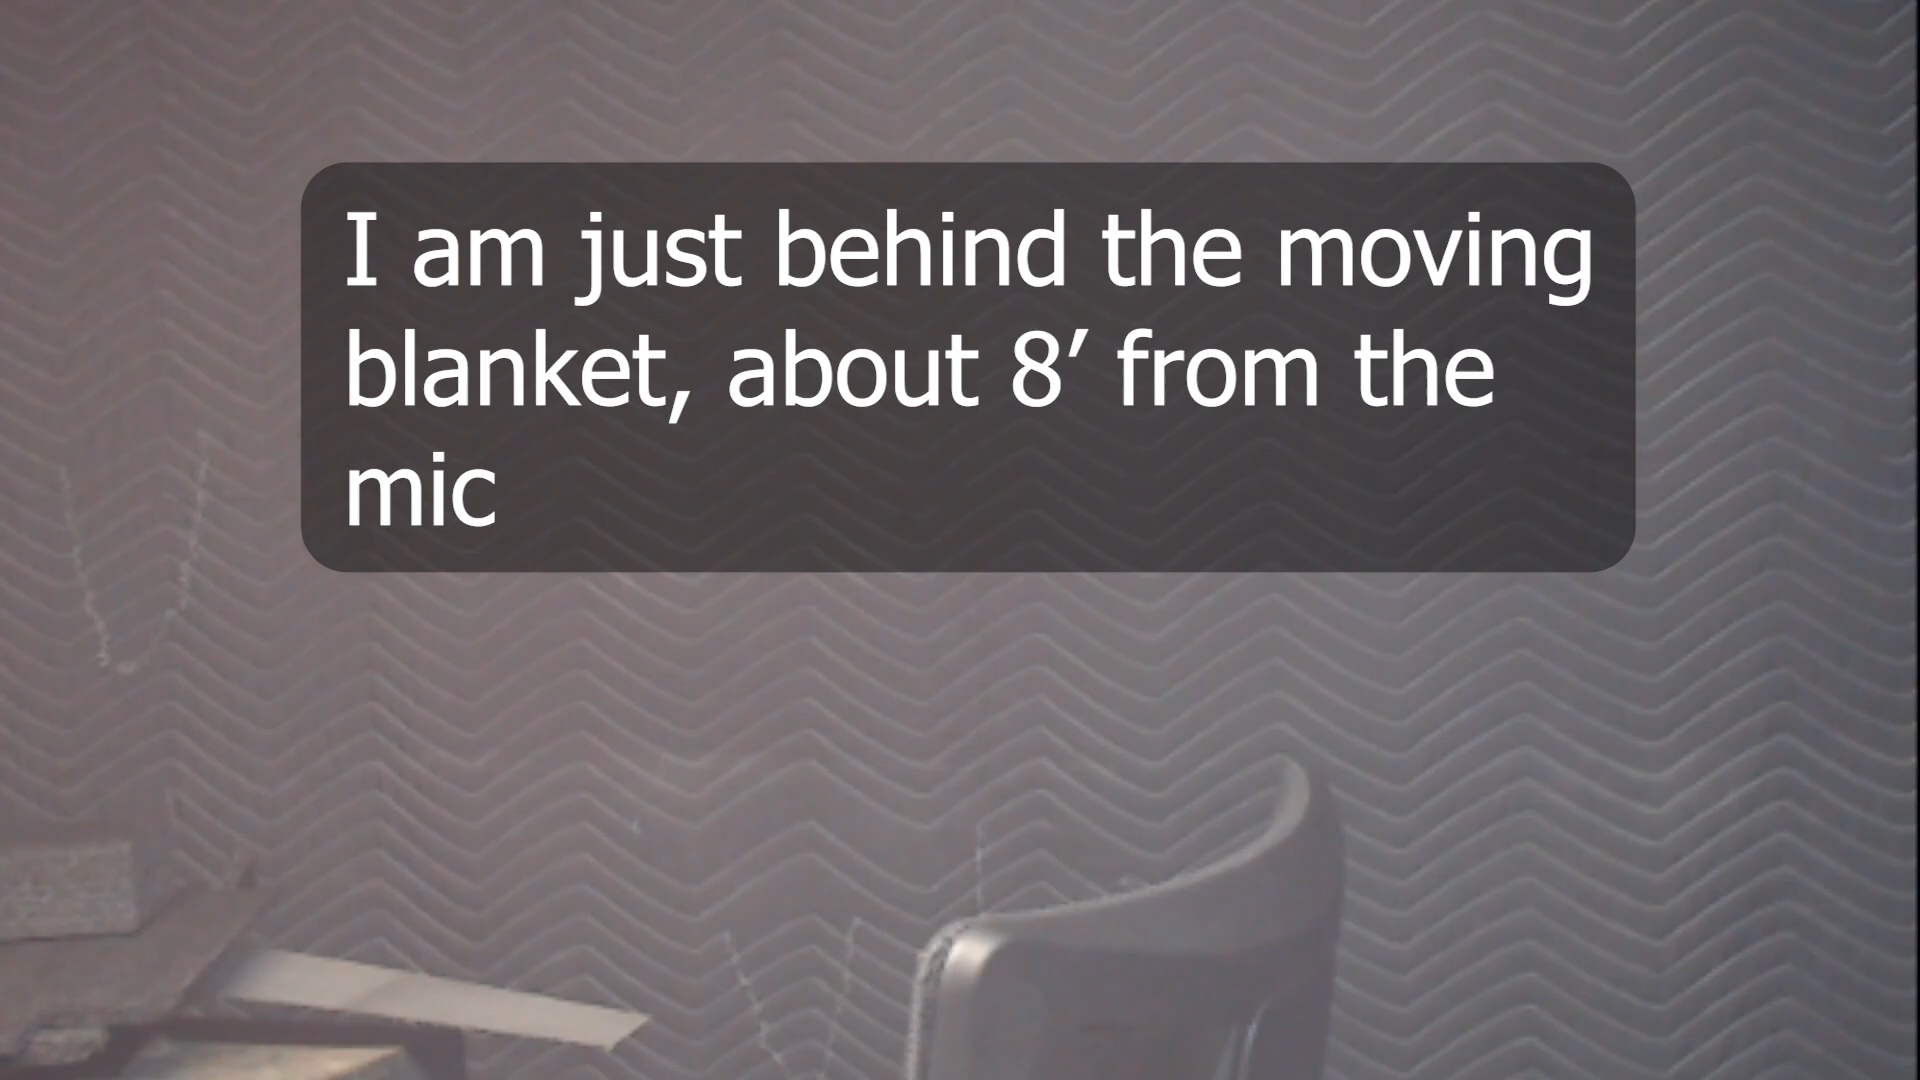 I am just behind the moving
blanket, about 8′ from the
mic